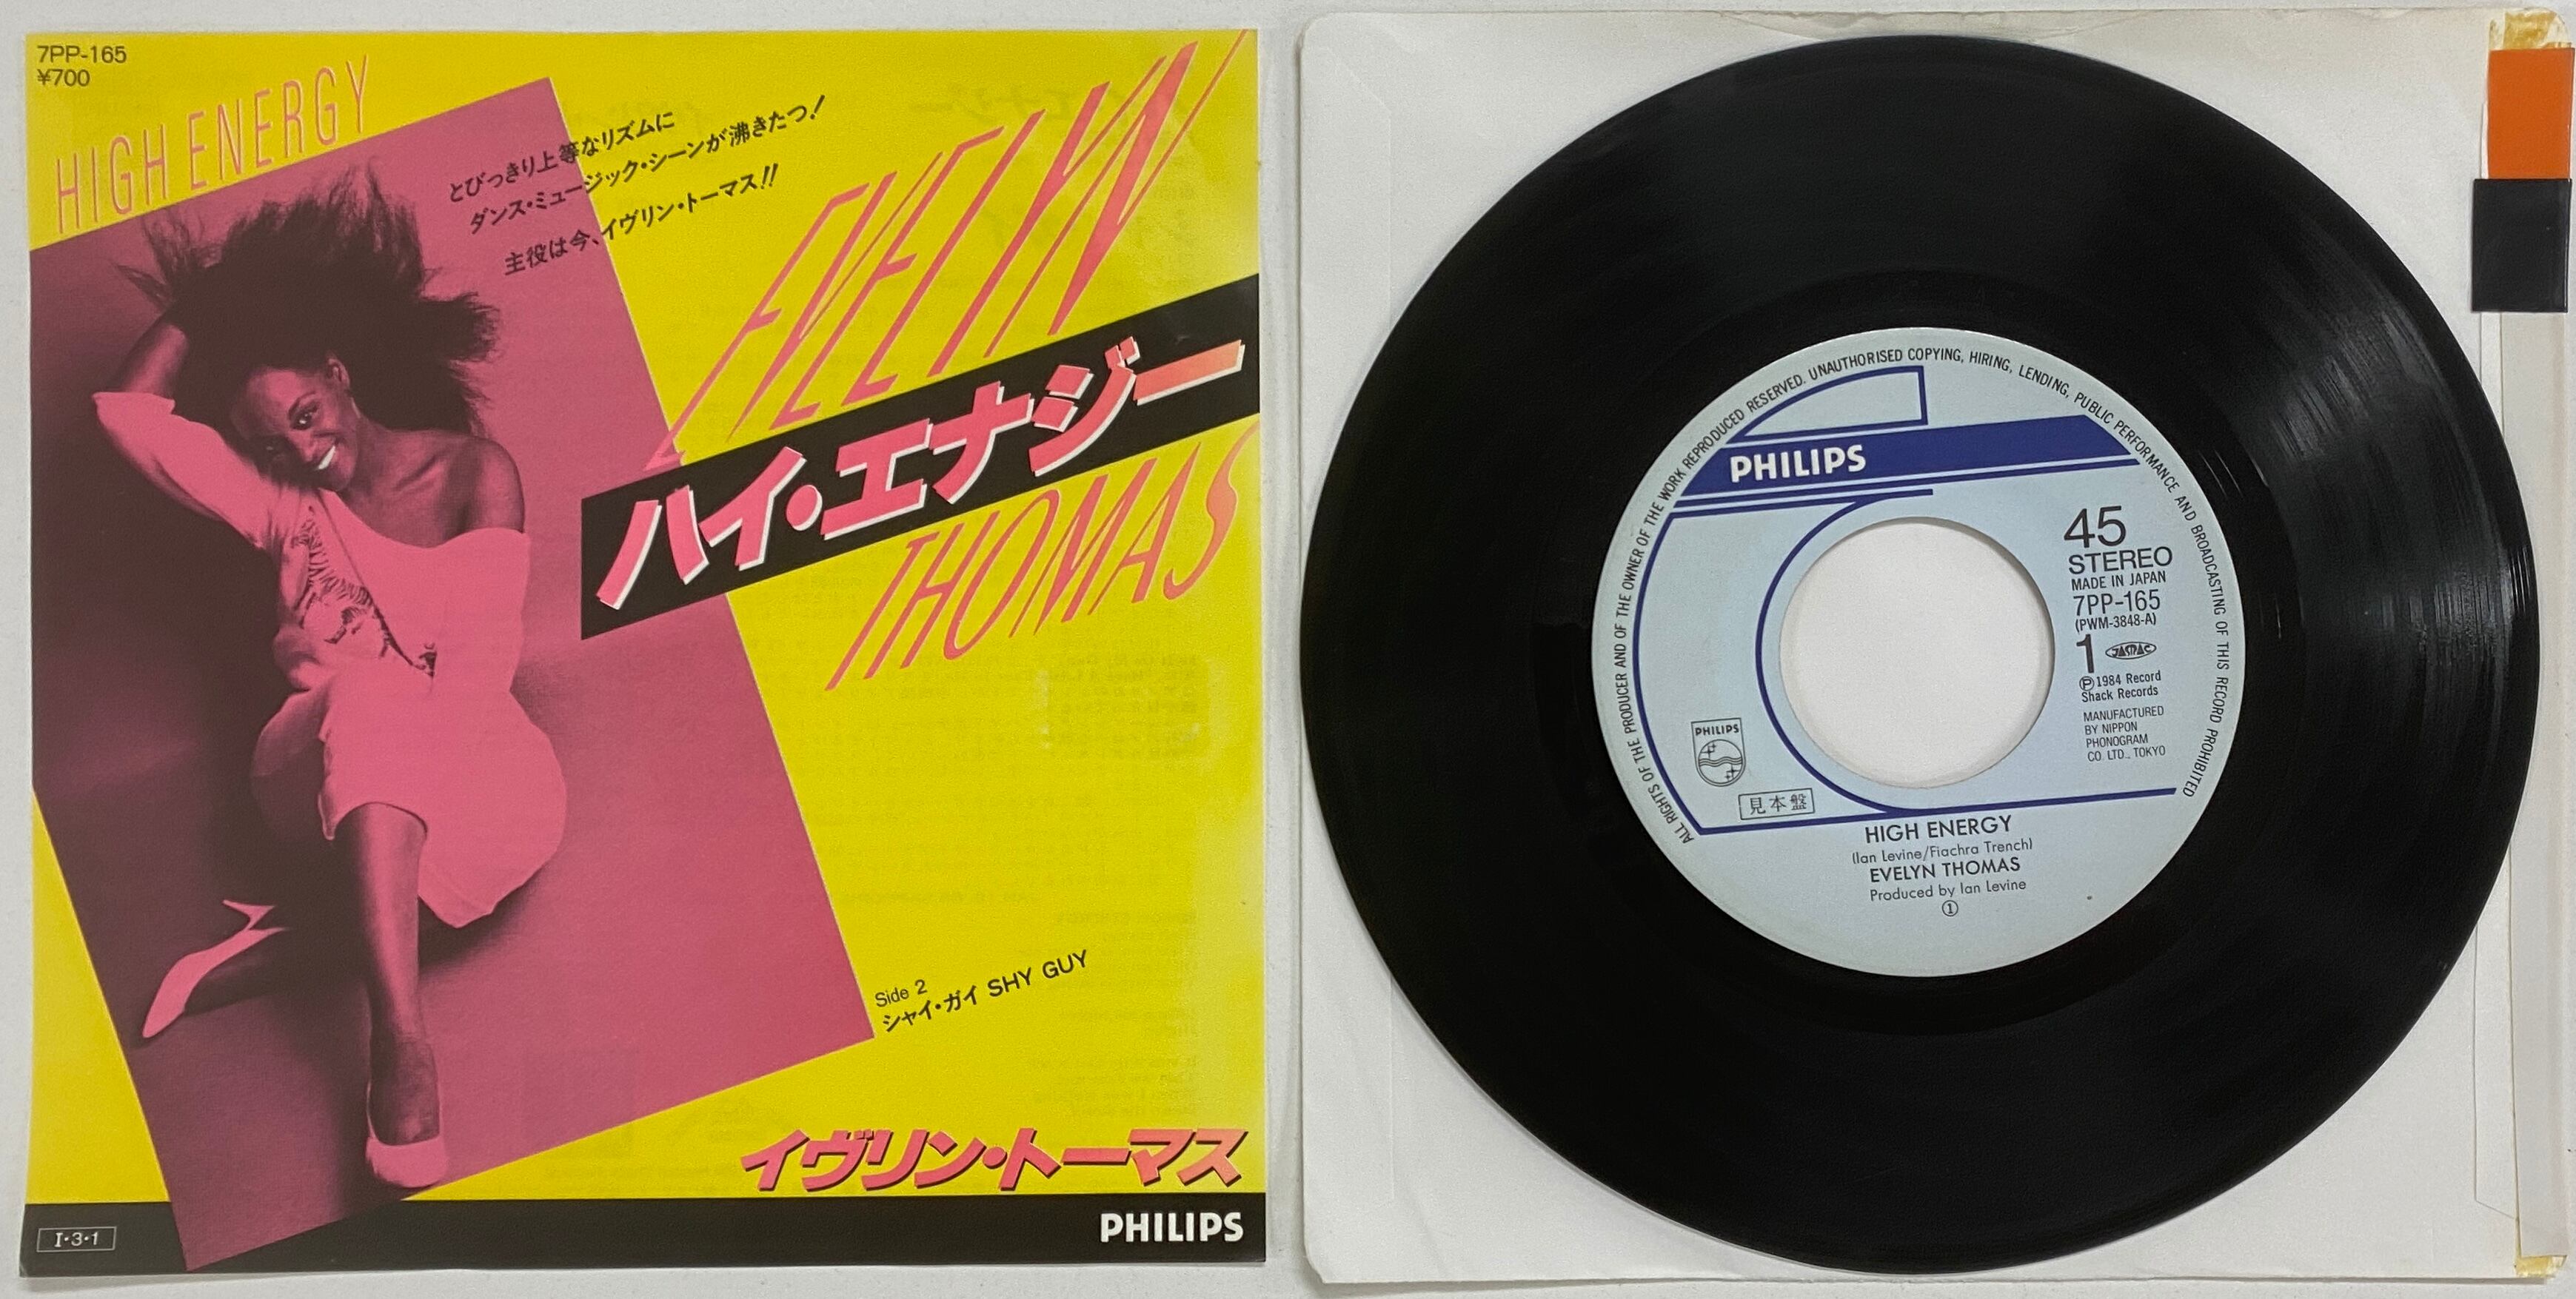 7PP-165
¥700
HIGH ENERGY
とびっきり上等なリズムに
ダンス・ミュージック・シーンが沸きたつ!
主役は今、イヴリン・トーマス!!
EVELYN
ハイ・エナジー
THOMAS
Side 2
シャイ・ガイ SHY GUY
イヴリン・トーマス
I・3・1
PHILIPS
ALL RIGHTS OF THE PRODUCER AND OF THE OWNER OF THE WORK REPRODUCED RESERVED. UNAUTHORISED COPYING, HIRING, LENDING, PUBLIC PERFORMANCE AND BROADCASTING OF THIS RECORD PROHIBITED
PHILIPS
45
STEREO
MADE IN JAPAN
7PP-165
(PWM-3848-A)
1 JASRAC
Ⓟ1984 Record
Shack Records
MANUFACTURED
BY NIPPON
PHONOGRAM
CO. LTD., TOKYO
PHILIPS
見本盤
HIGH ENERGY
(Ian Levine/Fiachra Trench)
EVELYN THOMAS
Produced by Ian Levine
①